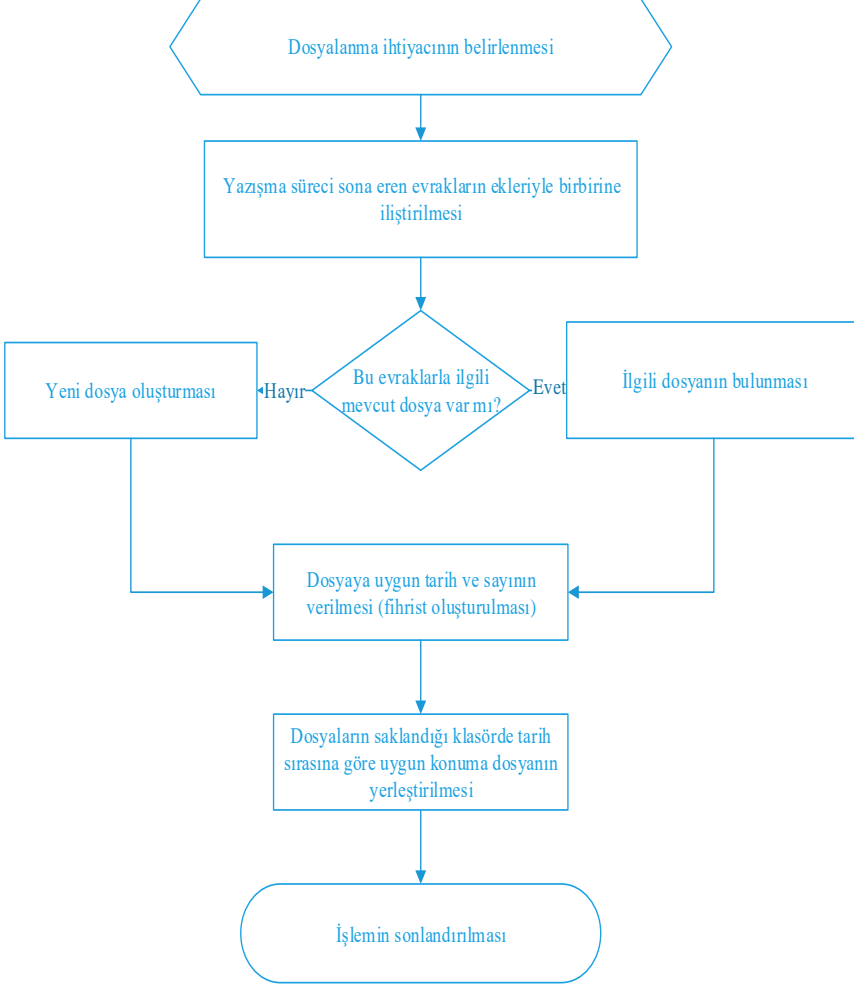 Dosyalanma ihtiyacının belirlenmesi
Yazışma süreci sona eren evrakların ekleriyle birbirine
iliştirilmesi
Bu evraklarla ilgili
mevcut dosya var mı?
Hayır
Evet
Yeni dosya oluşturması
İlgili dosyanın bulunması
Dosyaya uygun tarih ve sayının
verilmesi (fihrist oluşturulması)
Dosyaların saklandığı klasörde tarih
sırasına göre uygun konuma dosyanın
yerleştirilmesi
İşlemin sonlandırılması